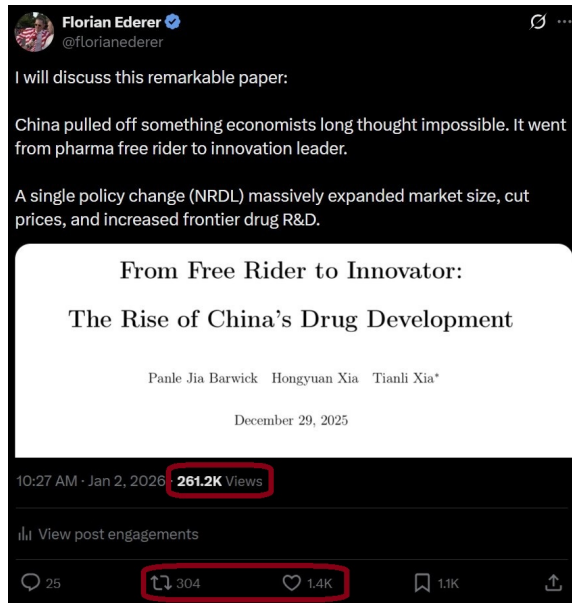 Florian Ederer
@florianederer
I will discuss this remarkable paper:
China pulled off something economists long thought impossible. It went
from pharma free rider to innovation leader.
A single policy change (NRDL) massively expanded market size, cut
prices, and increased frontier drug R&D.
From Free Rider to Innovator:
The Rise of China's Drug Development
Panle Jia Barwick Hongyuan Xia Tianli Xia*
December 29, 2025
10:27 AM · Jan 2, 2026 · 261.2K Views
View post engagements
25 304 1.4K 1.1K